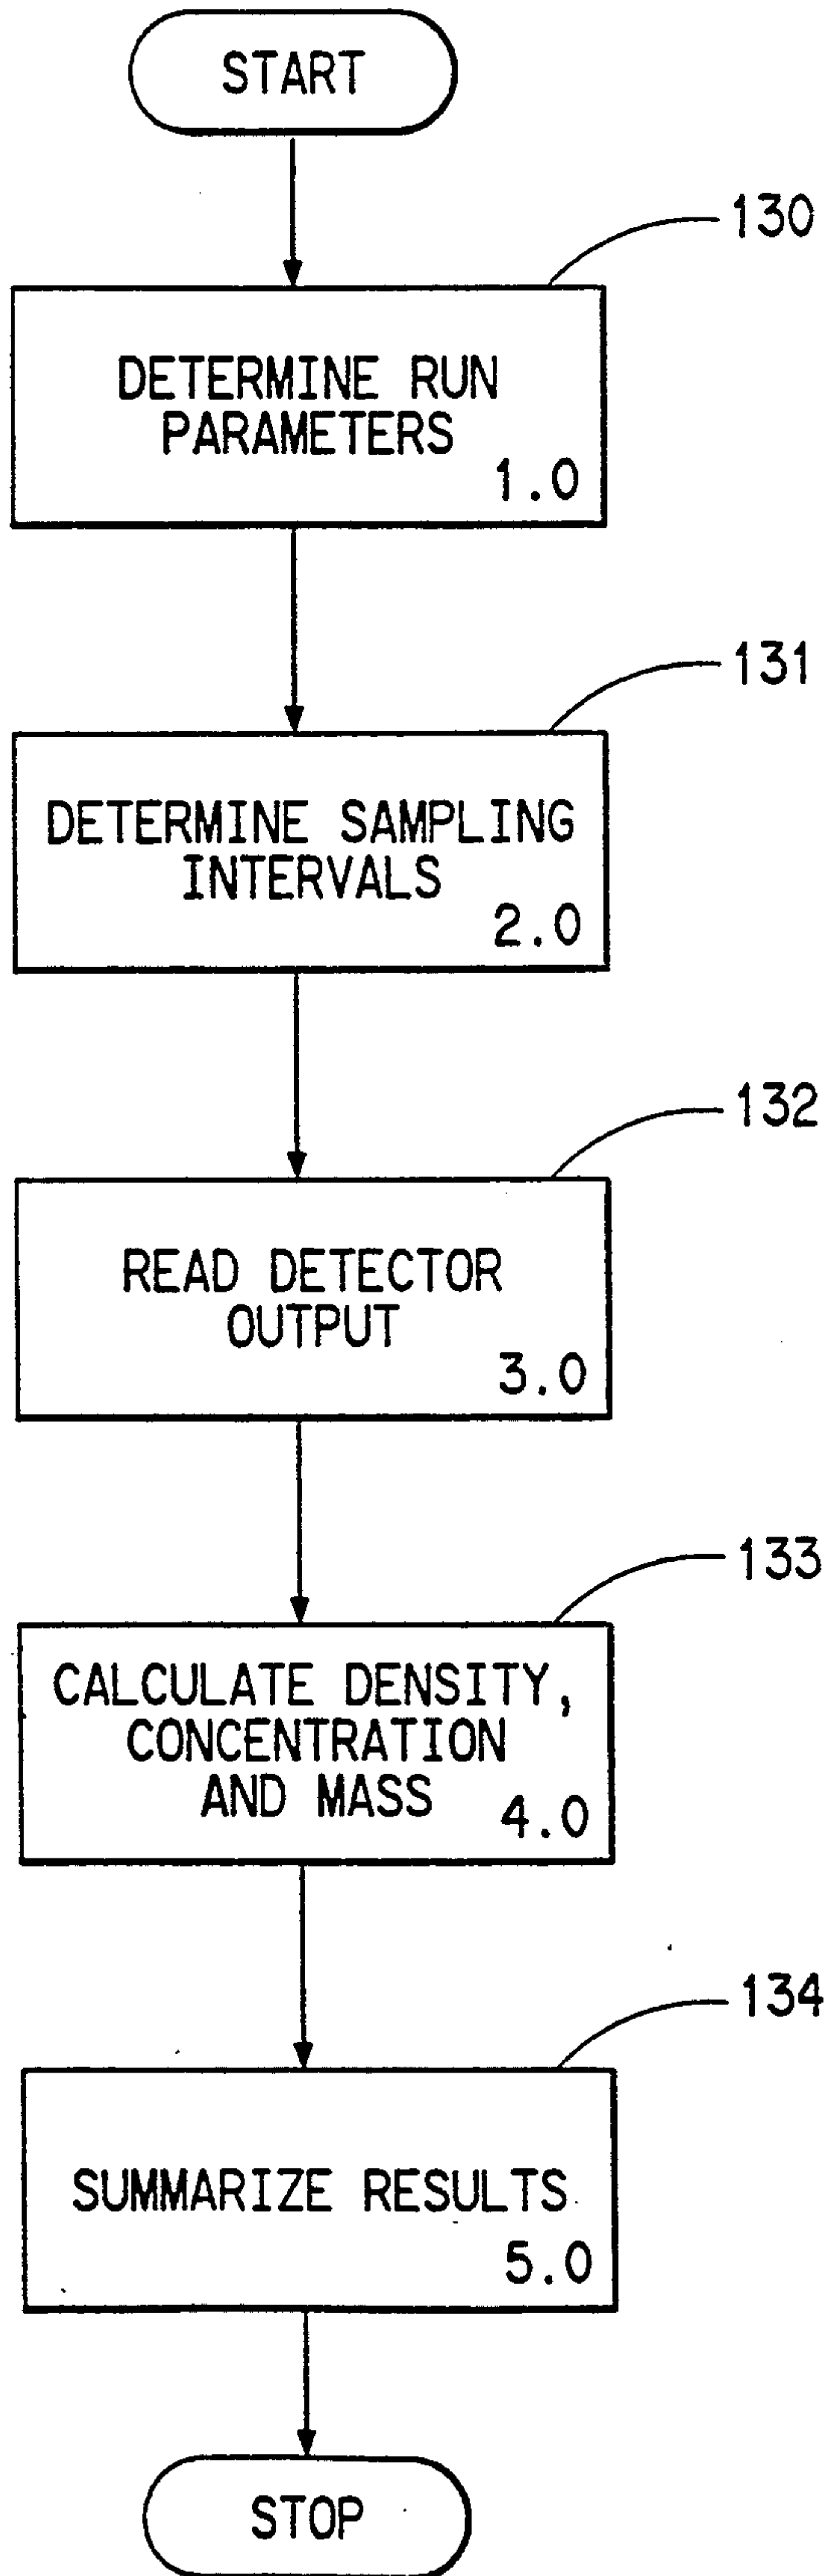 START
130
DETERMINE RUN
PARAMETERS
1.0
131
DETERMINE SAMPLING
INTERVALS
2.0
132
READ DETECTOR
OUTPUT
3.0
133
CALCULATE DENSITY,
CONCENTRATION
AND MASS
4.0
134
SUMMARIZE RESULTS
5.0
STOP